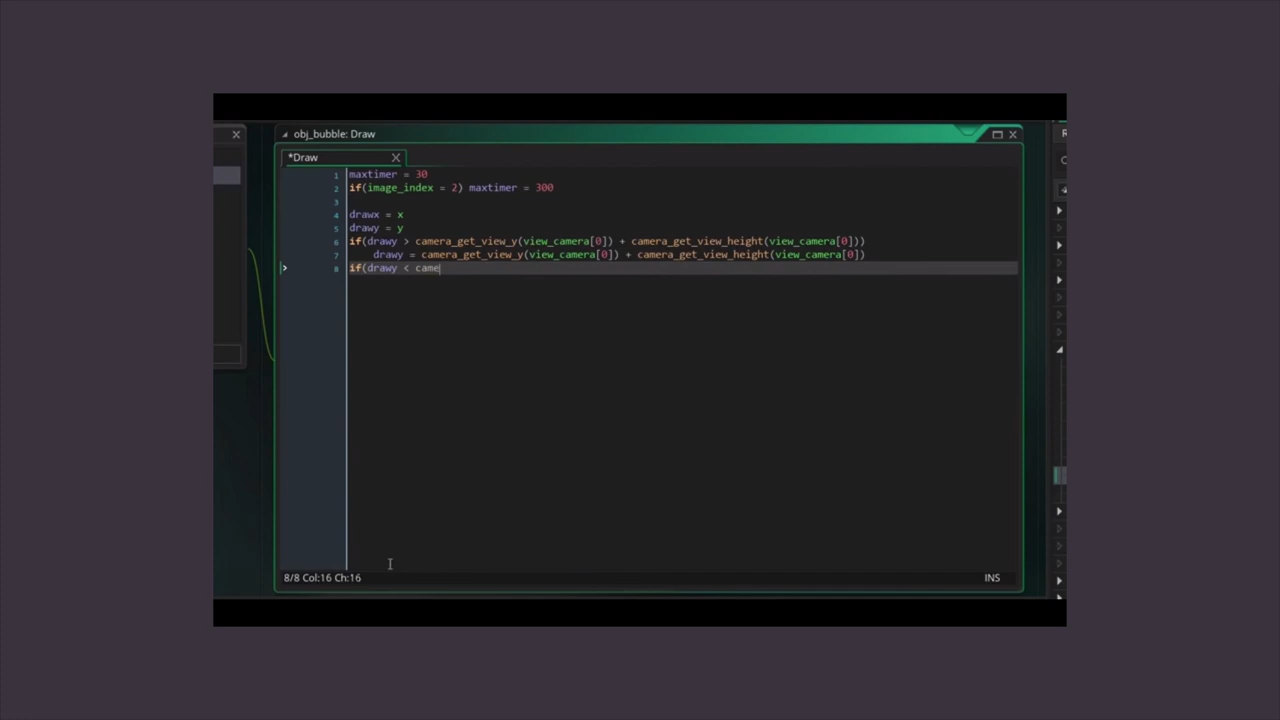 obj_bubble: Draw
*Draw
1 maxtimer = 30
2 if(image_index = 2) maxtimer = 300
3
4 drawx = x
5 drawy = y
6 if(drawy > camera_get_view_y(view_camera[0]) + camera_get_view_height(view_camera[0]))
7 drawy = camera_get_view_y(view_camera[0]) + camera_get_view_height(view_camera[0])
8 if(drawy < came
8/8 Col:16 Ch:16 INS